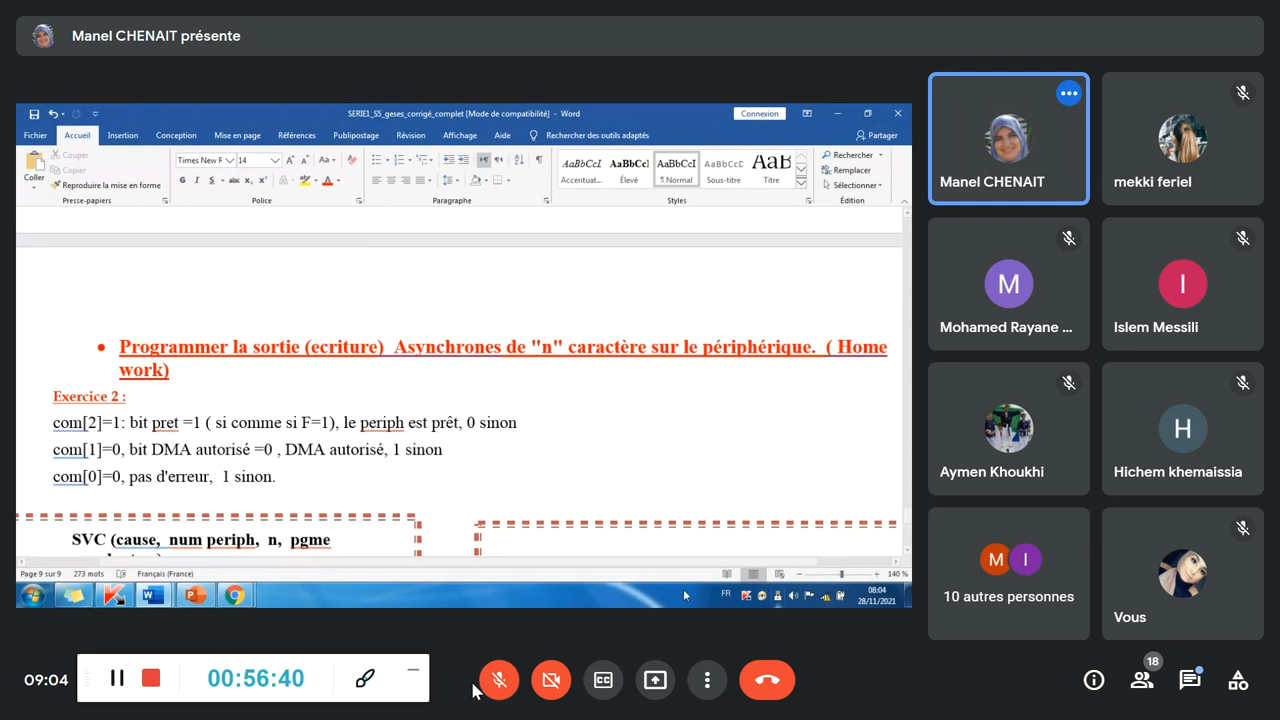 Manel CHENAIT présente
SERIE1_S5_geses_corrigé_complet [Mode de compatibilité] - Word
Connexion
Fichier Accueil Insertion Conception Mise en page Références Publipostage Révision Affichage Aide Rechercher des outils adaptés Partager
Coller
Couper
Copier
Reproduire la mise en forme
Presse-papiers
Times New F 14
Police
Paragraphe
AaBbCcI AaBbCcI AaBbCcI AaBbCcI AaB
Accentuat... Élevé ¶ Normal Sous-titre Titre
Styles
Rechercher
Remplacer
Sélectionner
Édition
• Programmer la sortie (ecriture) Asynchrones de "n" caractère sur le périphérique. ( Home
work)
Exercice 2 :
com[2]=1: bit pret =1 ( si comme si F=1), le periph est prêt, 0 sinon
com[1]=0, bit DMA autorisé =0 , DMA autorisé, 1 sinon
com[0]=0, pas d'erreur, 1 sinon.
SVC (cause, num periph, n, pgme
Page 9 sur 9 273 mots Français (France) 140 %
FR 08:04
28/11/2021
Manel CHENAIT
mekki feriel
M
Mohamed Rayane ...
I
Islem Messili
Aymen Khoukhi
H
Hichem khemaissia
M I
10 autres personnes
Vous
09:04
00:56:40
18